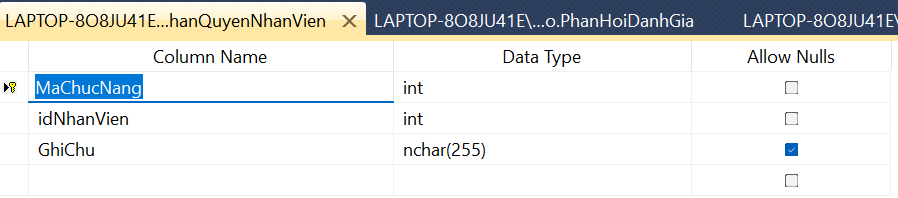 LAPTOP-8O8JU41E...hanQuyenNhanVien LAPTOP-8O8JU41E\...o.PhanHoiDanhGia LAPTOP-8O8JU41E\
Column Name Data Type Allow Nulls
MaChucNang int
idNhanVien int
GhiChu nchar(255)